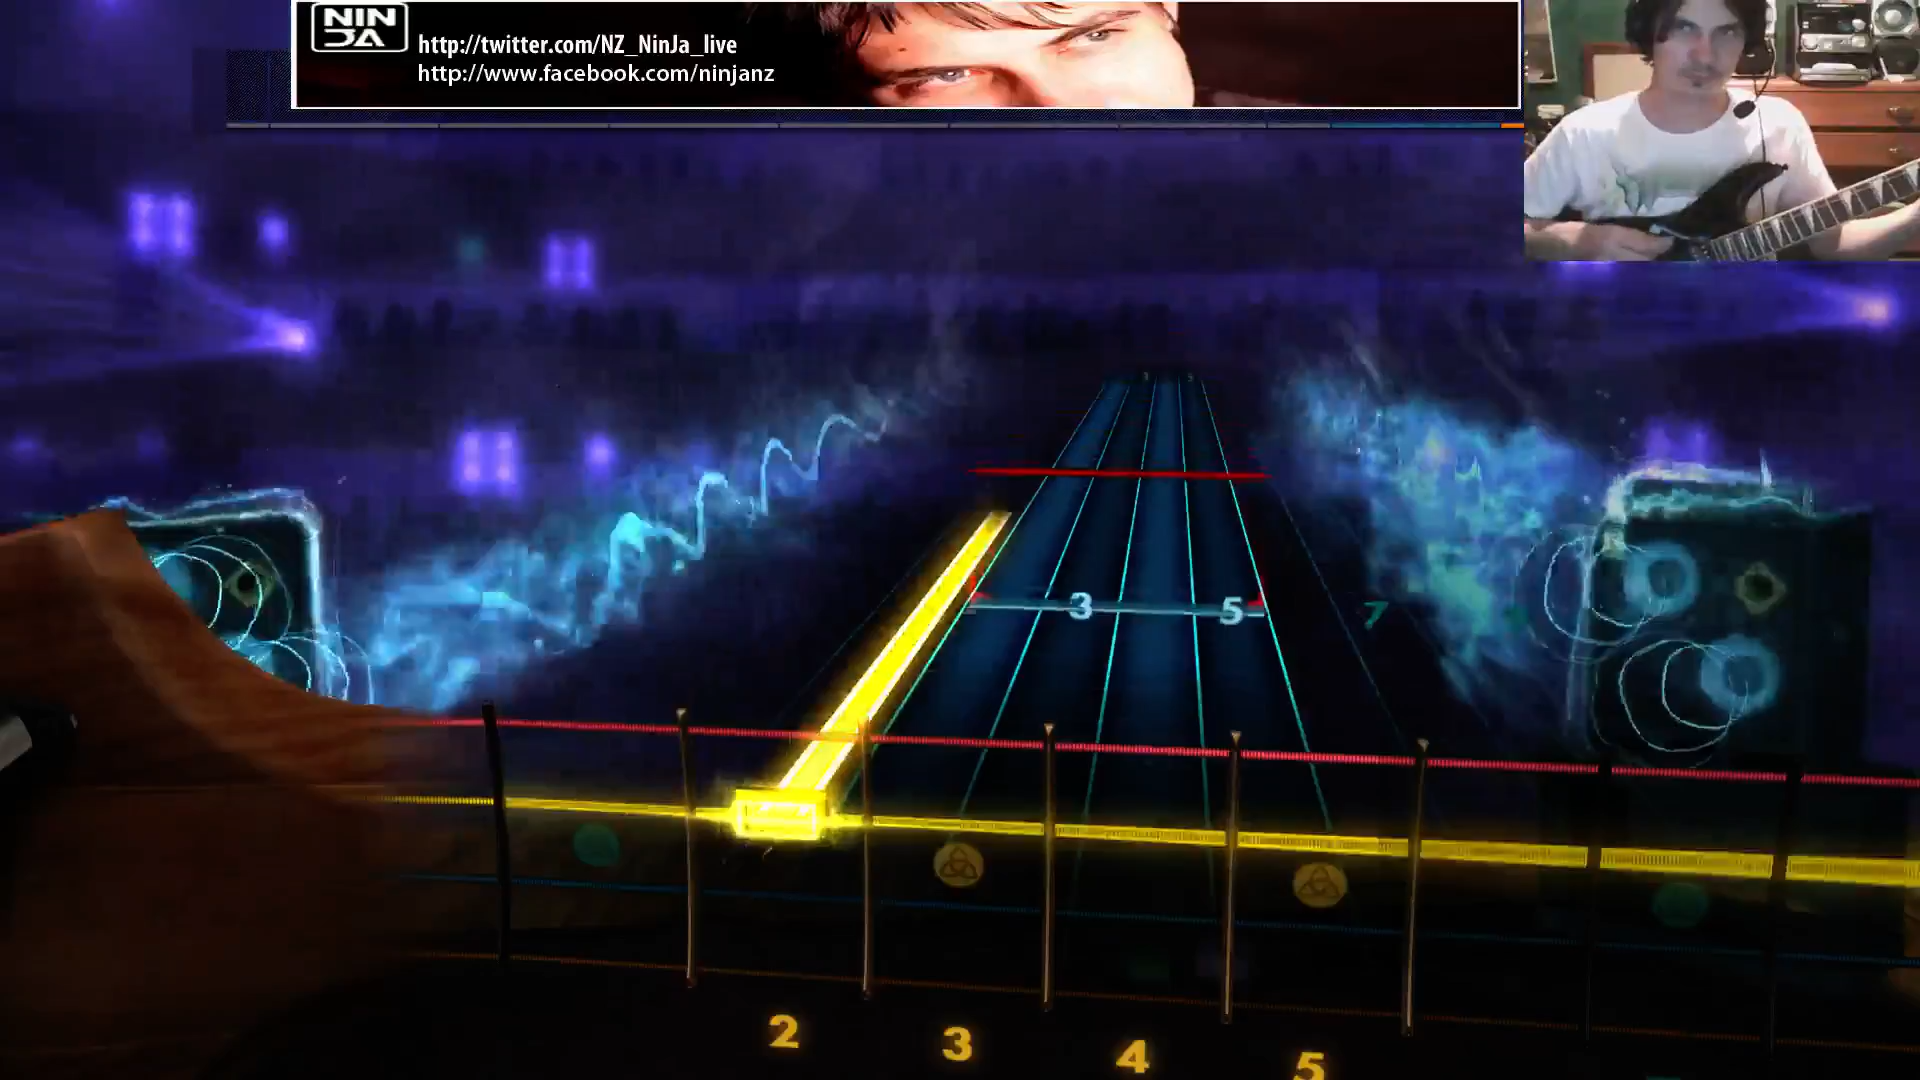 NIN
JA
http://twitter.com/NZ_NinJa_live
http://www.facebook.com/ninjanz
3 5 7
2 3 4 5